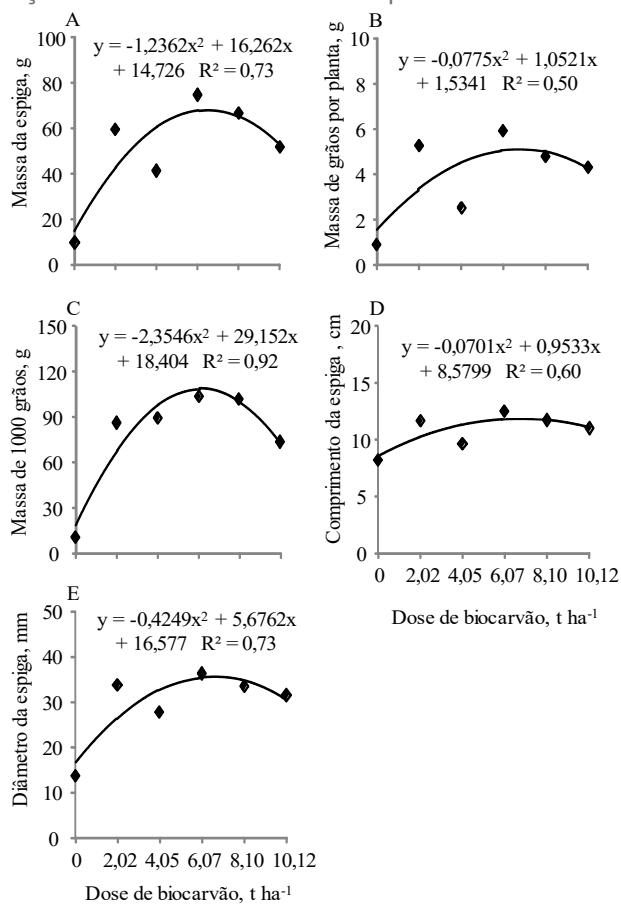 A
y = -1,2362x² + 16,262x
+ 14,726 R² = 0,73
Massa da espiga, g
100
80
60
40
20
0
B
y = -0,0775x² + 1,0521x
+ 1,5341 R² = 0,50
Massa de grãos por planta, g
10
8
6
4
2
0
C
y = -2,3546x² + 29,152x
+ 18,404 R² = 0,92
Massa de 1000 grãos, g
150
120
90
60
30
0
D
y = -0,0701x² + 0,9533x
+ 8,5799 R² = 0,60
Comprimento da espiga , cm
20
15
10
5
0
0 2,02 4,05 6,07 8,10 10,12
Dose de biocarvão, t ha⁻¹
E
y = -0,4249x² + 5,6762x
+ 16,577 R² = 0,73
Diâmetro da espiga, mm
50
40
30
20
10
0
0 2,02 4,05 6,07 8,10 10,12
Dose de biocarvão, t ha⁻¹